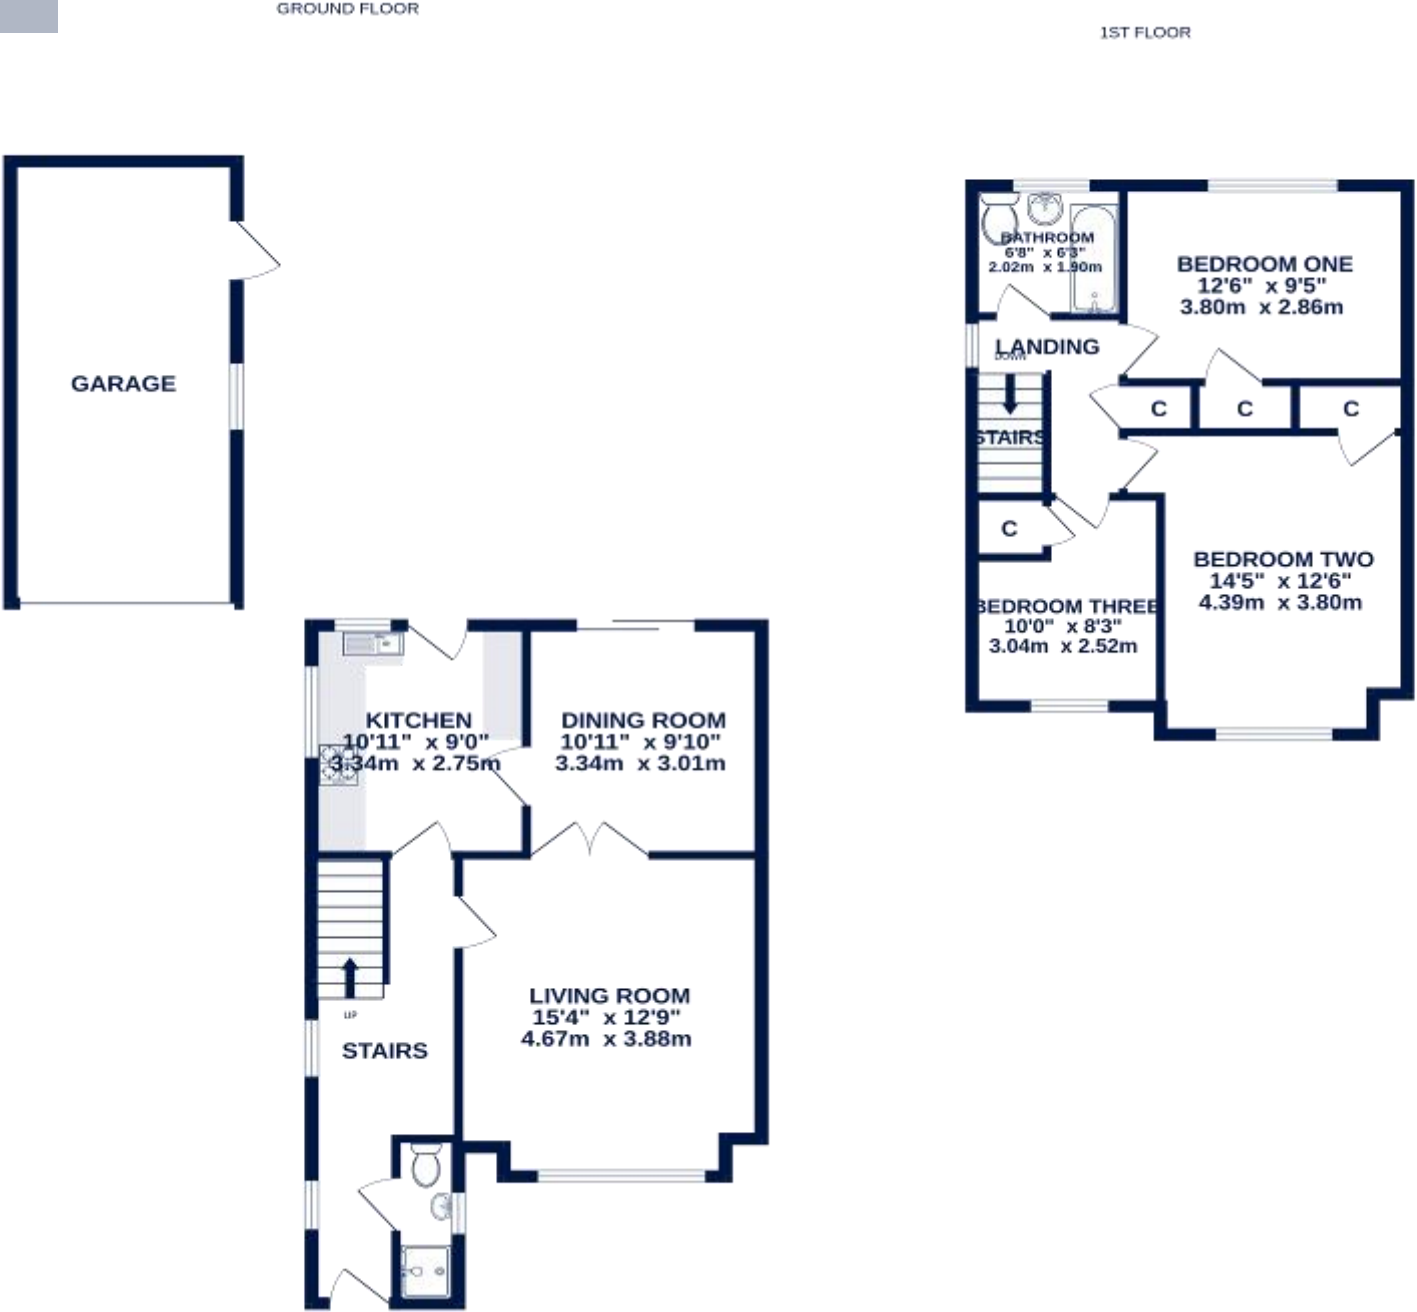 GROUND FLOOR
1ST FLOOR
GARAGE
KITCHEN
10'11" x 9'0"
3.34m x 2.75m
DINING ROOM
10'11" x 9'10"
3.34m x 3.01m
LIVING ROOM
15'4" x 12'9"
4.67m x 3.88m
UP
STAIRS
BATHROOM
6'8" x 6'3"
2.02m x 1.90m
BEDROOM ONE
12'6" x 9'5"
3.80m x 2.86m
LANDING
DOWN
STAIRS
C
C
C
C
BEDROOM TWO
14'5" x 12'6"
4.39m x 3.80m
BEDROOM THREE
10'0" x 8'3"
3.04m x 2.52m